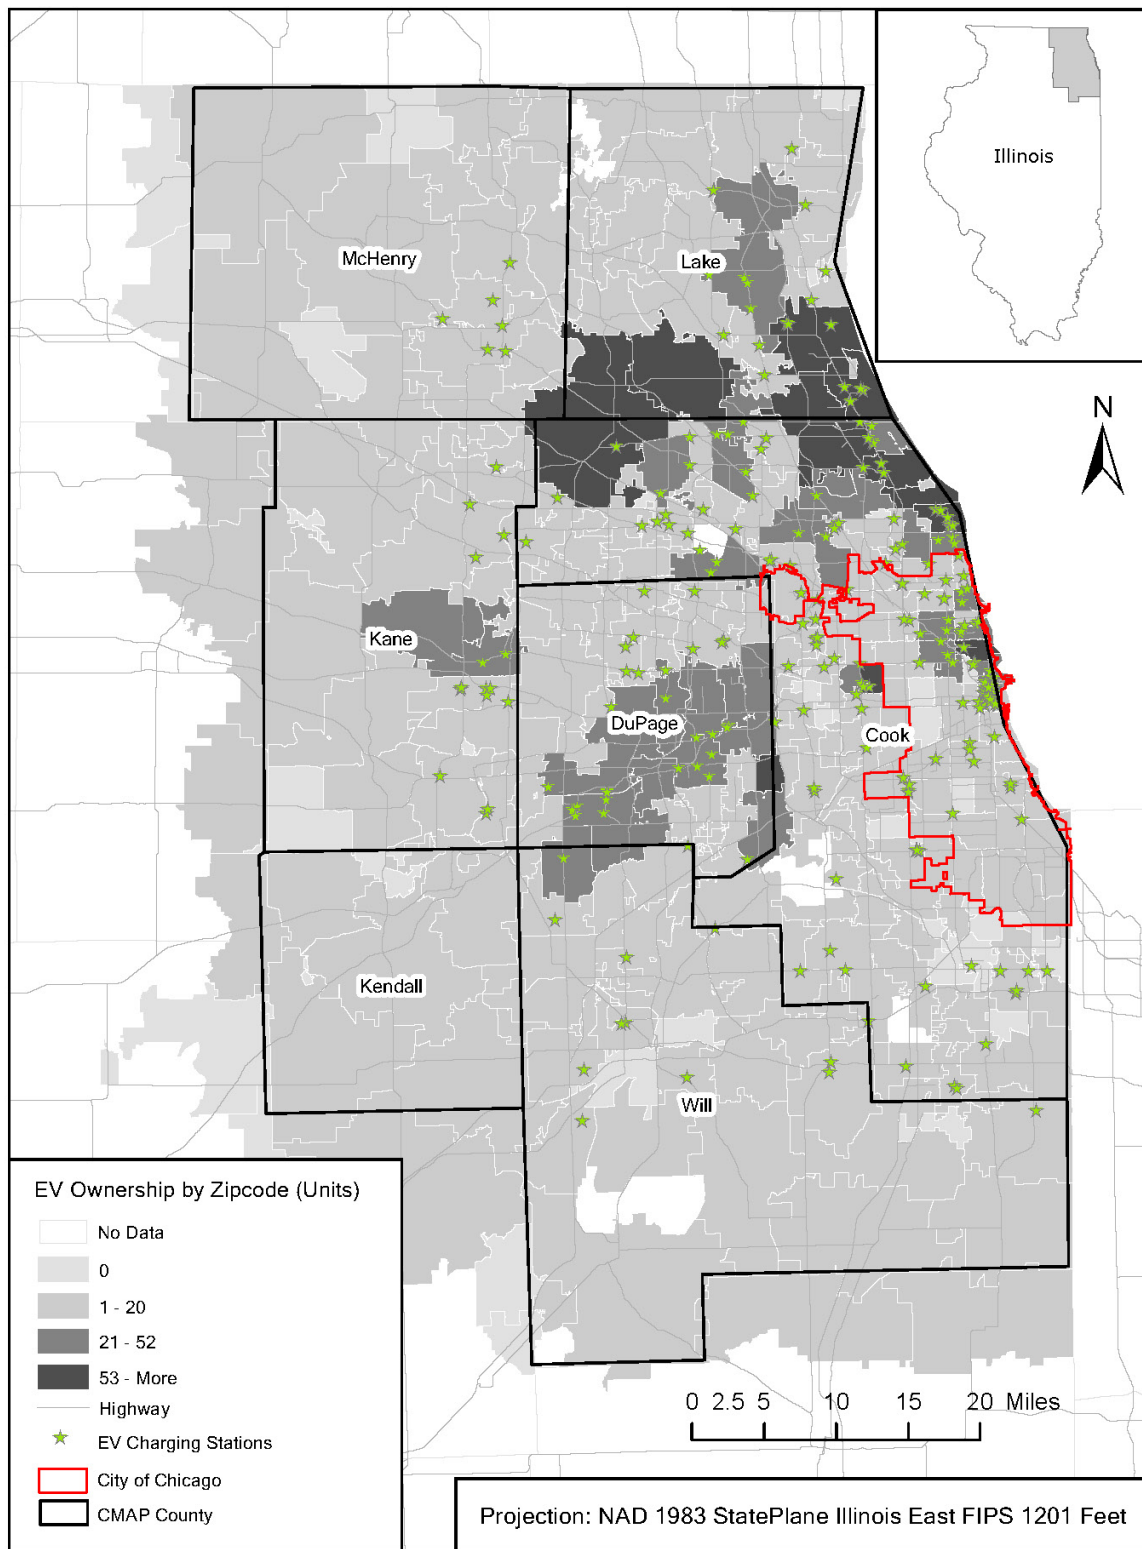 Illinois
McHenry
Lake
N
Kane
DuPage
Cook
Kendall
Will
EV Ownership by Zipcode (Units)
No Data
0
1 - 20
21 - 52
53 - More
Highway
EV Charging Stations
City of Chicago
CMAP County
0 2.5 5 10 15 20 Miles
Projection: NAD 1983 StatePlane Illinois East FIPS 1201 Feet